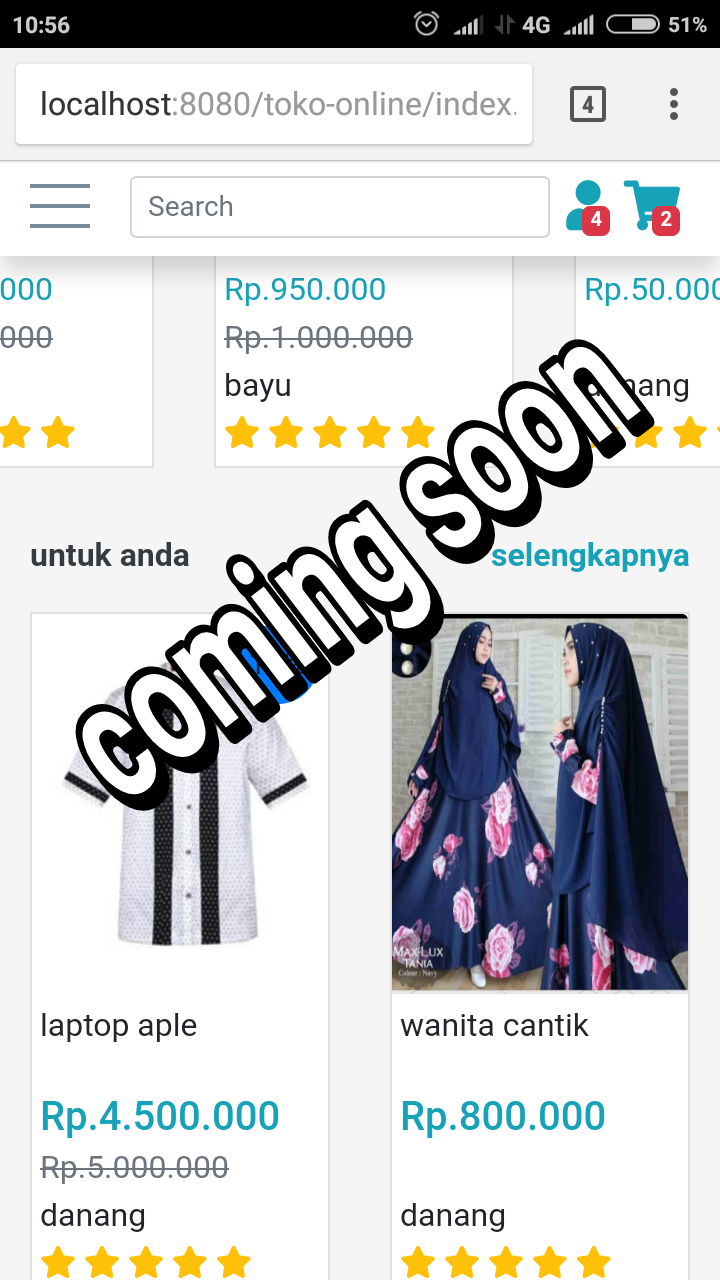 10:56
4G
51%
localhost:8080/toko-online/index.
4
Search
4
2
000
Rp.950.000
Rp.50.000
000
Rp.1.000.000
bayu
danang
coming soon
untuk anda
selengkapnya
MAX LUX
TANIA
Colour : Navy
laptop aple
wanita cantik
Rp.4.500.000
Rp.800.000
Rp.5.000.000
danang
danang